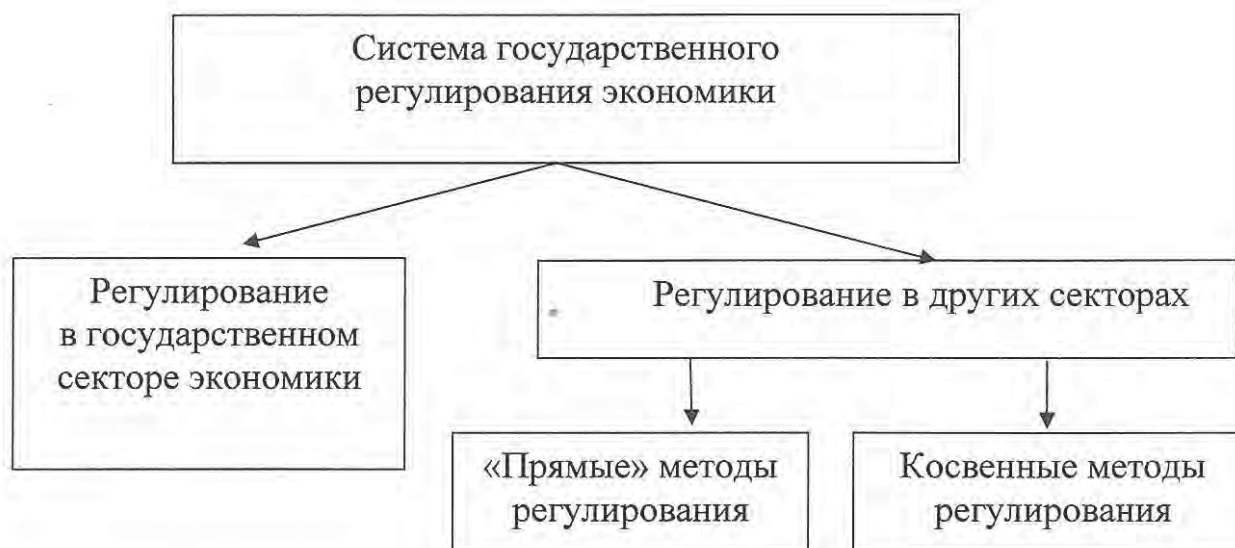 Система государственного
регулирования экономики
Регулирование
в государственном
секторе экономики
Регулирование в других секторах
«Прямые» методы
регулирования
Косвенные методы
регулирования